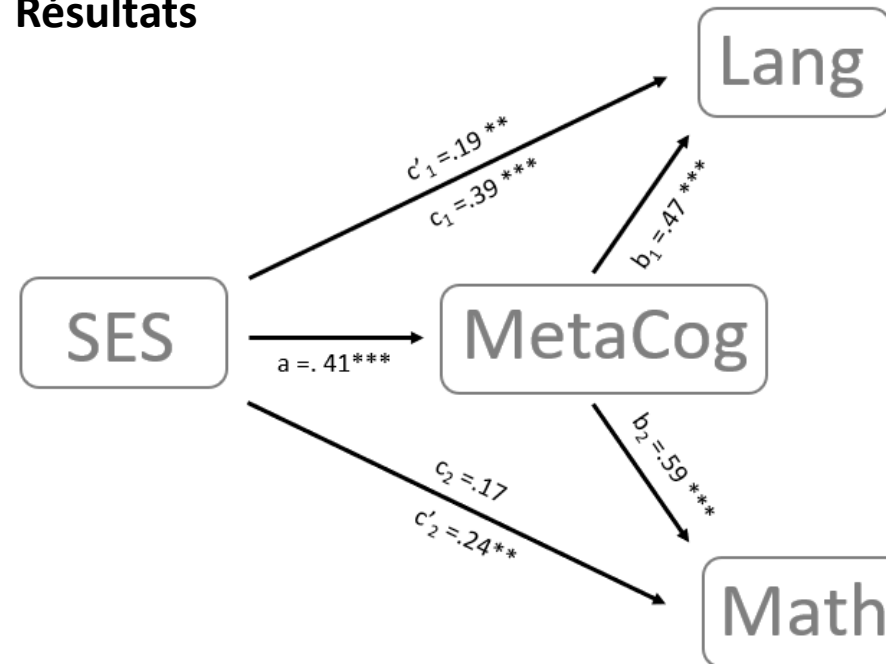 Résultats
Lang
c'₁ =.19 **
c₁ =.39 ***
b₁ =.47 ***
SES
a =. 41***
MetaCog
b₂ =.59 ***
c₂ =.17
c'₂ =.24**
Math